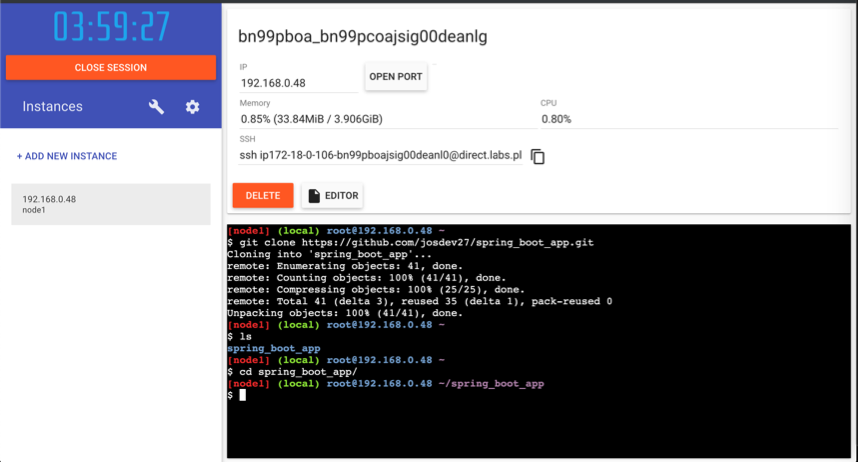 03:59:27
CLOSE SESSION
Instances
+ ADD NEW INSTANCE
192.168.0.48
node1
bn99pboa_bn99pcoajsig00deanlg
IP
192.168.0.48
OPEN PORT
Memory
0.85% (33.84MiB / 3.906GiB)
CPU
0.80%
SSH
ssh ip172-18-0-106-bn99pboajsig00deanl0@direct.labs.pl
DELETE
EDITOR
[node1] (local) root@192.168.0.48 ~
$ git clone https://github.com/josdev27/spring_boot_app.git
Cloning into 'spring_boot_app'...
remote: Enumerating objects: 41, done.
remote: Counting objects: 100% (41/41), done.
remote: Compressing objects: 100% (25/25), done.
remote: Total 41 (delta 3), reused 35 (delta 1), pack-reused 0
Unpacking objects: 100% (41/41), done.
[node1] (local) root@192.168.0.48 ~
$ ls
spring_boot_app
[node1] (local) root@192.168.0.48 ~
$ cd spring_boot_app/
[node1] (local) root@192.168.0.48 ~/spring_boot_app
$